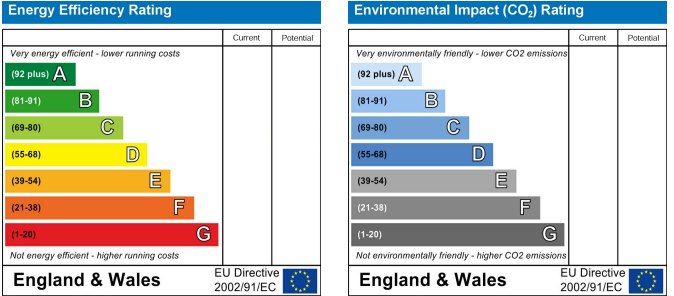 Energy Efficiency Rating
Current Potential
Very energy efficient - lower running costs
(92 plus) A
(81-91) B
(69-80) C
(55-68) D
(39-54) E
(21-38) F
(1-20) G
Not energy efficient - higher running costs
England & Wales
EU Directive
2002/91/EC
Environmental Impact (CO₂) Rating
Current Potential
Very environmentally friendly - lower CO2 emissions
(92 plus) A
(81-91) B
(69-80) C
(55-68) D
(39-54) E
(21-38) F
(1-20) G
Not environmentally friendly - higher CO2 emissions
England & Wales
EU Directive
2002/91/EC